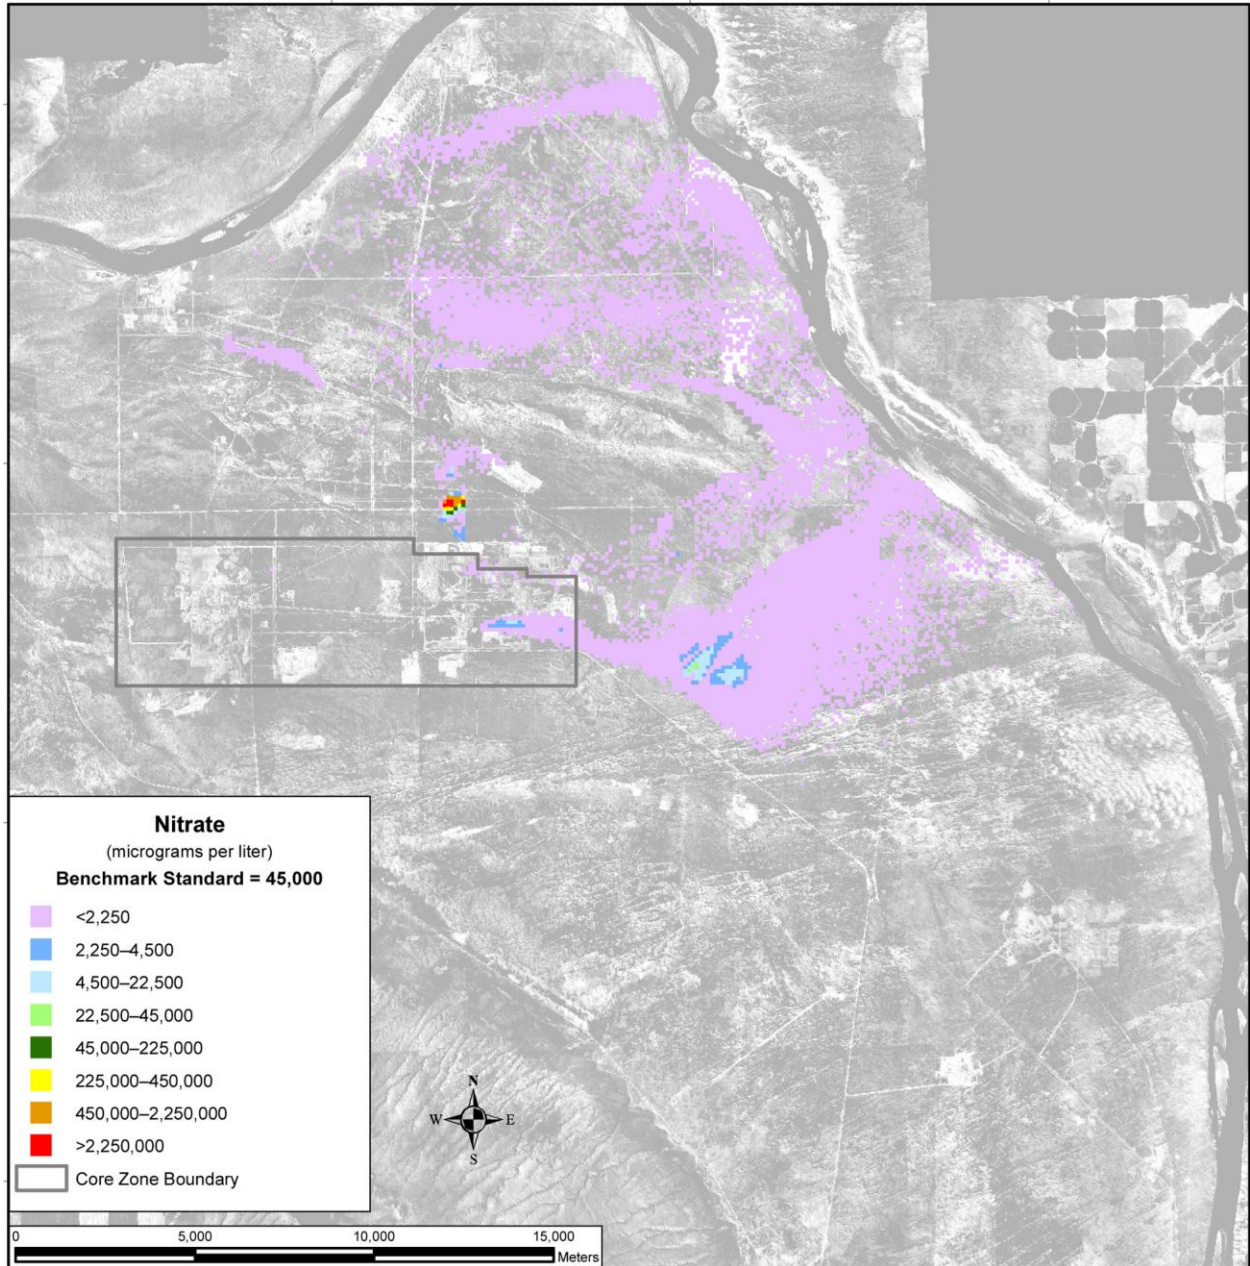 Nitrate
(micrograms per liter)
Benchmark Standard = 45,000
<2,250
2,250–4,500
4,500–22,500
22,500–45,000
45,000–225,000
225,000–450,000
450,000–2,250,000
>2,250,000
Core Zone Boundary
N
W E
S
0 5,000 10,000 15,000
Meters